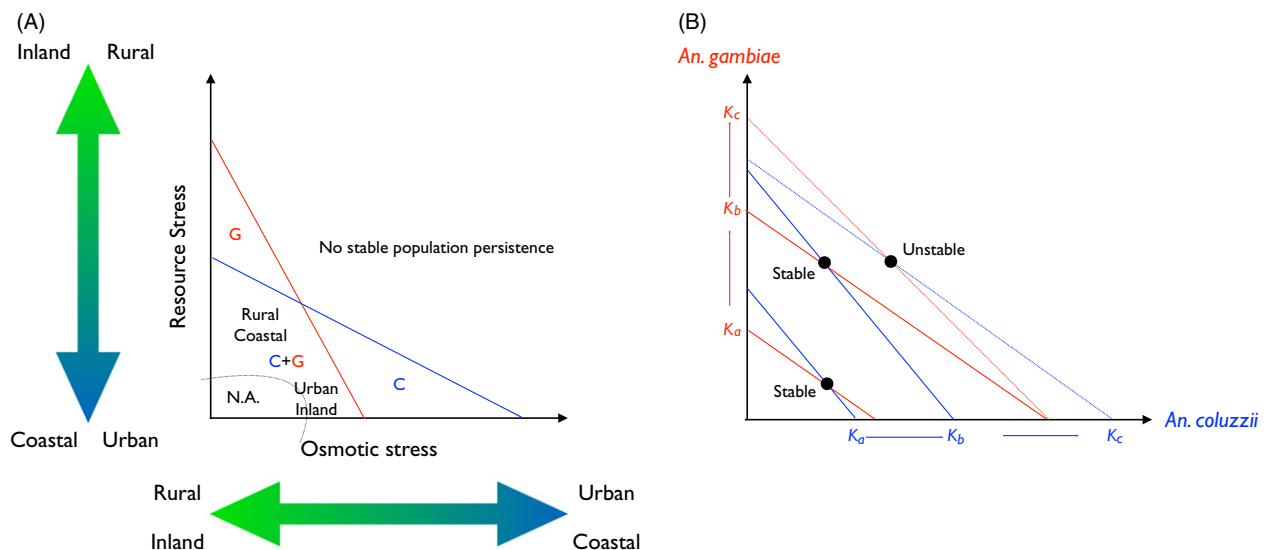 (A)
Inland Rural
Resource Stress
G
No stable population persistence
Rural
Coastal
C+G
C
N.A.
Urban
Inland
Coastal Urban
Osmotic stress
Rural
Urban
Inland
Coastal
(B)
An. gambiae
Kc
Kb
Unstable
Stable
Ka
Stable
An. coluzzii
Ka
Kb
Kc